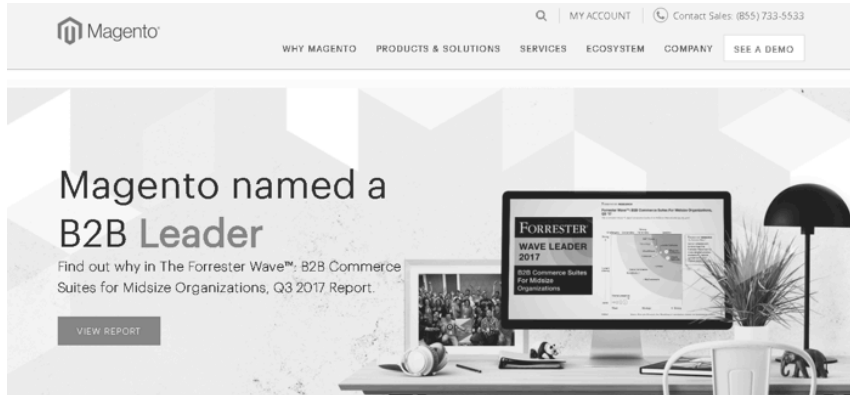 Magento
MY ACCOUNT
Contact Sales: (855) 733-5533
WHY MAGENTO
PRODUCTS & SOLUTIONS
SERVICES
ECOSYSTEM
COMPANY
SEE A DEMO
Magento named a
B2B Leader
Find out why in The Forrester Wave™: B2B Commerce
Suites for Midsize Organizations, Q3 2017 Report.
VIEW REPORT
FORRESTER
WAVE LEADER
2017
B2B Commerce Suites
For Midsize
Organizations